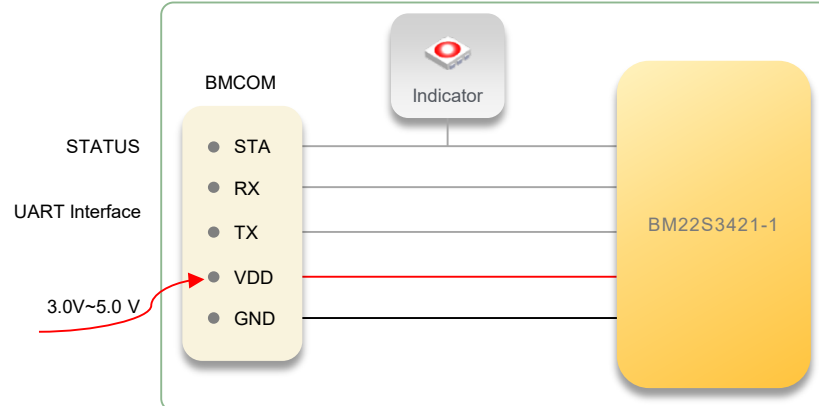 BMCOM
Indicator
STATUS
STA
RX
UART Interface
TX
BM22S3421-1
VDD
3.0V~5.0 V
GND